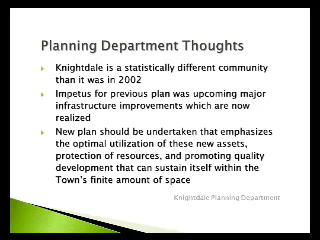 Planning Department Thoughts
Knightdale is a statistically different community
than it was in 2002
Impetus for previous plan was upcoming major
infrastructure improvements which are now
realized
New plan should be undertaken that emphasizes
the optimal utilization of these new assets,
protection of resources, and promoting quality
development that can sustain itself within the
Town's finite amount of space
Knightdale Planning Department